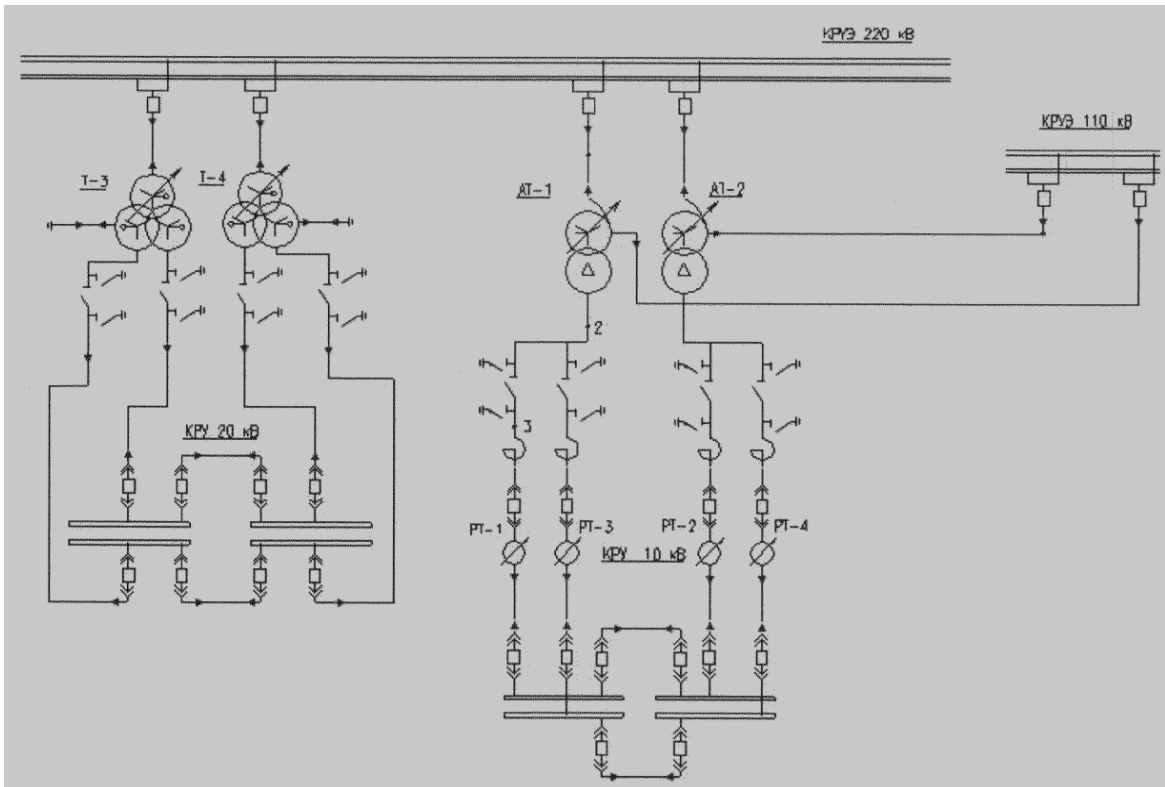 КРУЭ 220 кВ
КРУЭ 110 кВ
Т-3
Т-4
АТ-1
АТ-2
2
3
КРУ 20 кВ
РТ-1
РТ-3
РТ-2
РТ-4
КРУ 10 кВ